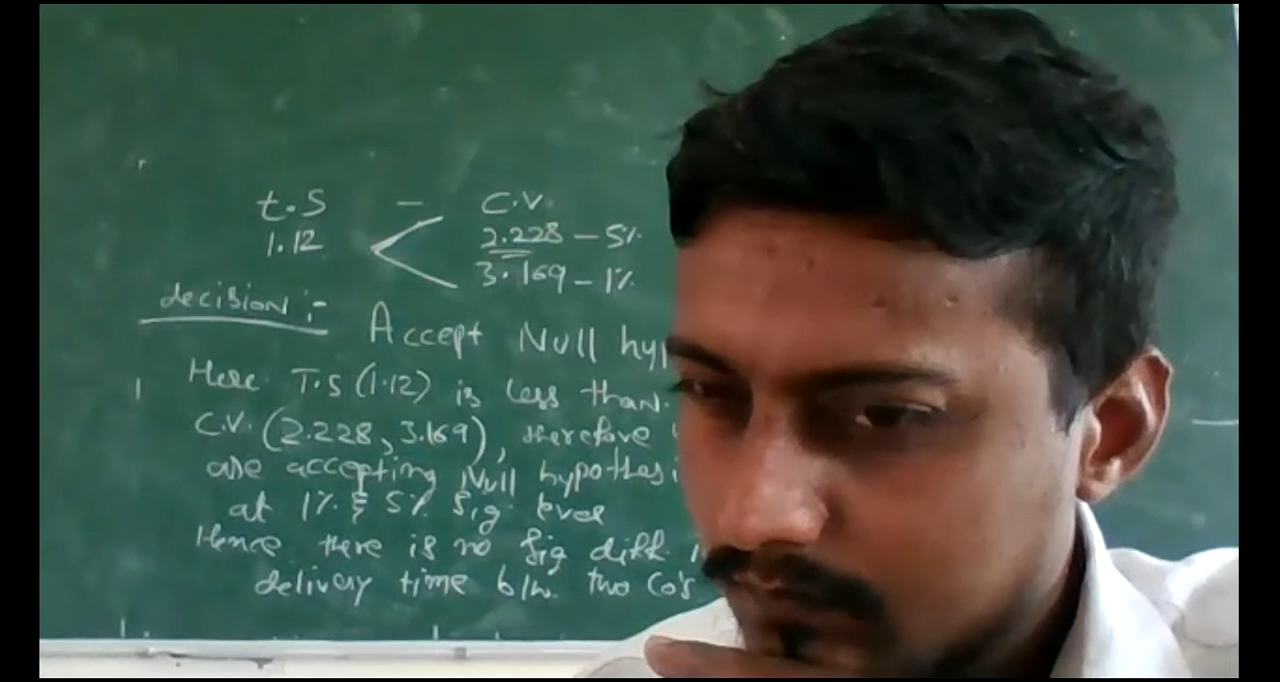 t.S – C.V.
1.12 2.228 – 5%
3.169 – 1%
decision :-
Accept Null hyp
Here T.S (1.12) is less than
C.V. (2.228, 3.169), therefore
are accepting Null hypothesi
at 1% & 5% Sig level
Hence there is no Sig diff.
delivery time b/w. two Co's